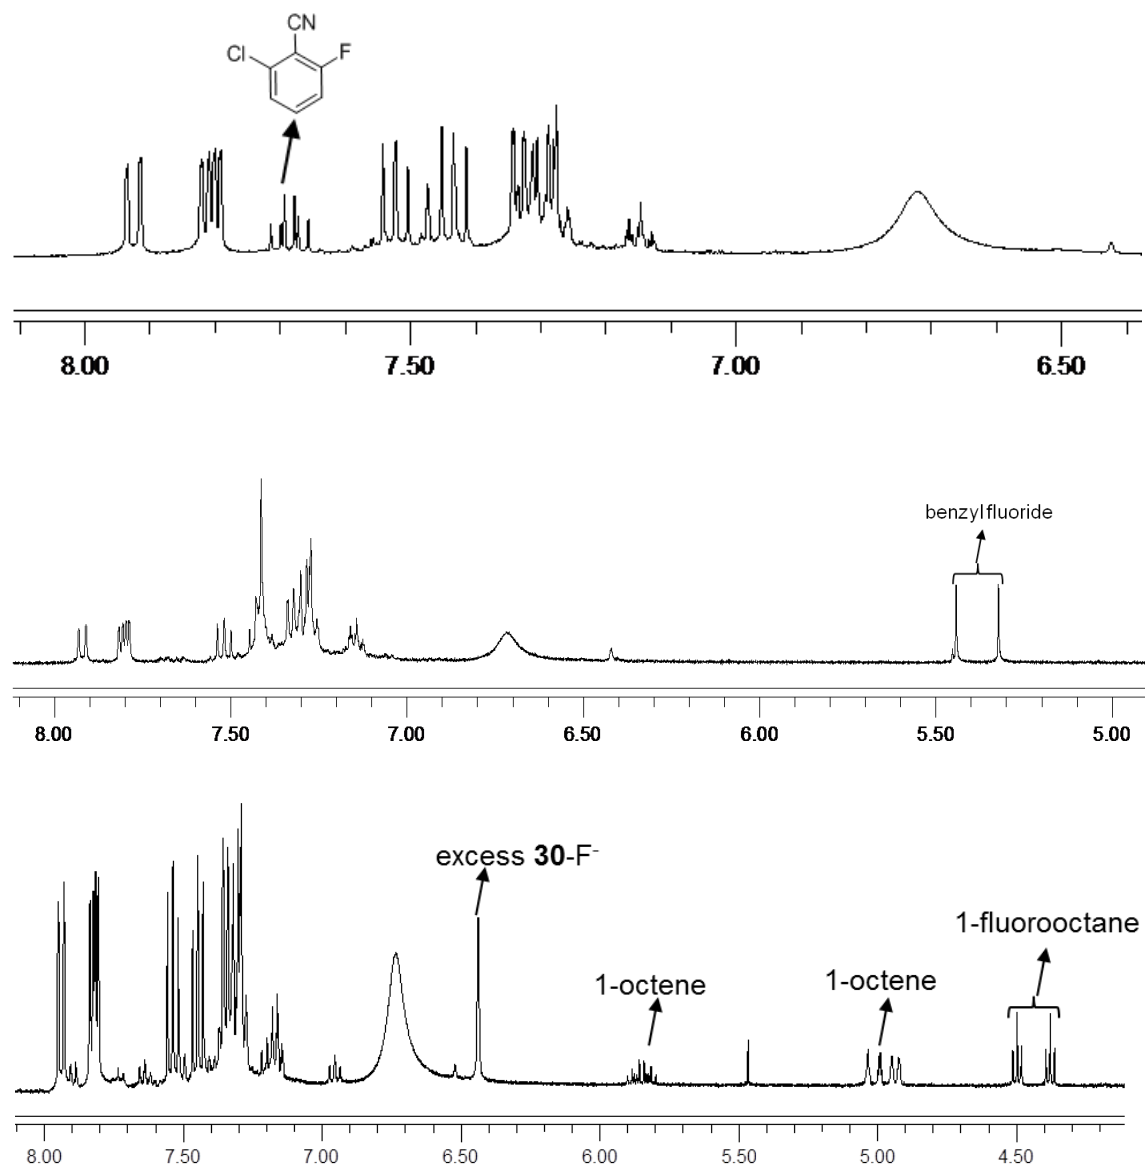 CN
Cl
F
8.00 7.50 7.00 6.50
benzyl fluoride
8.00 7.50 7.00 6.50 6.00 5.50 5.00
excess 30-F⁻
1-fluorooctane
1-octene 1-octene
8.00 7.50 7.00 6.50 6.00 5.50 5.00 4.50